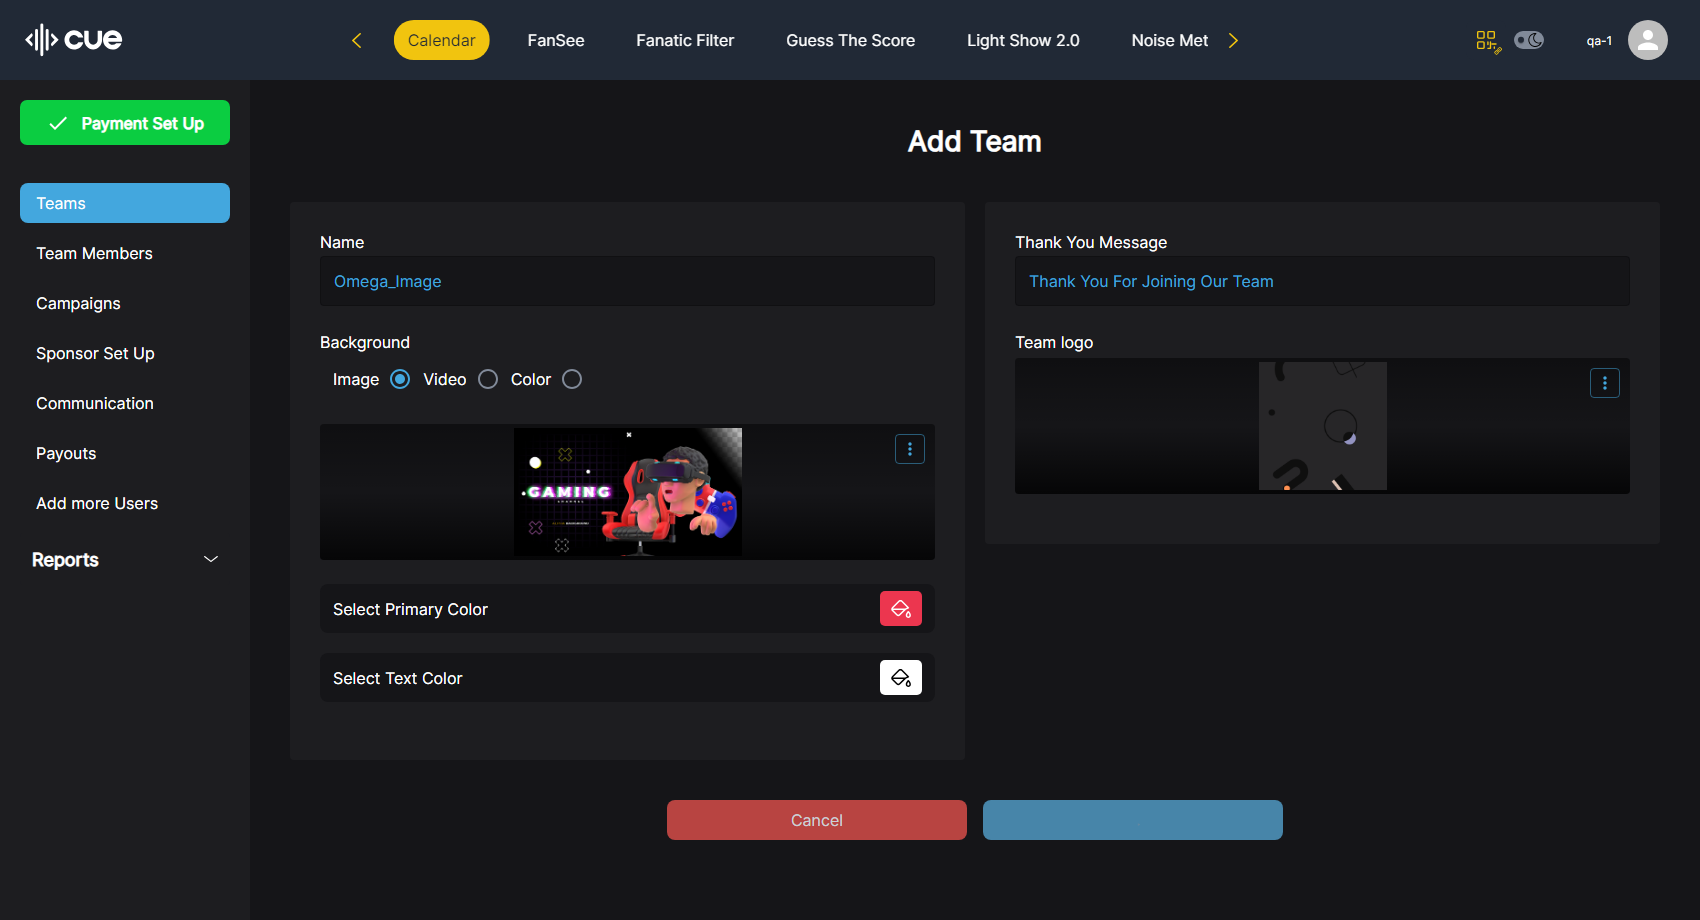 cue
Calendar
FanSee
Fanatic Filter
Guess The Score
Light Show 2.0
Noise Met
qa-1
Payment Set Up
Teams
Team Members
Campaigns
Sponsor Set Up
Communication
Payouts
Add more Users
Reports
Add Team
Name
Omega_Image
Background
Image
Video
Color
GAMING
Select Primary Color
Select Text Color
Thank You Message
Thank You For Joining Our Team
Team logo
Cancel